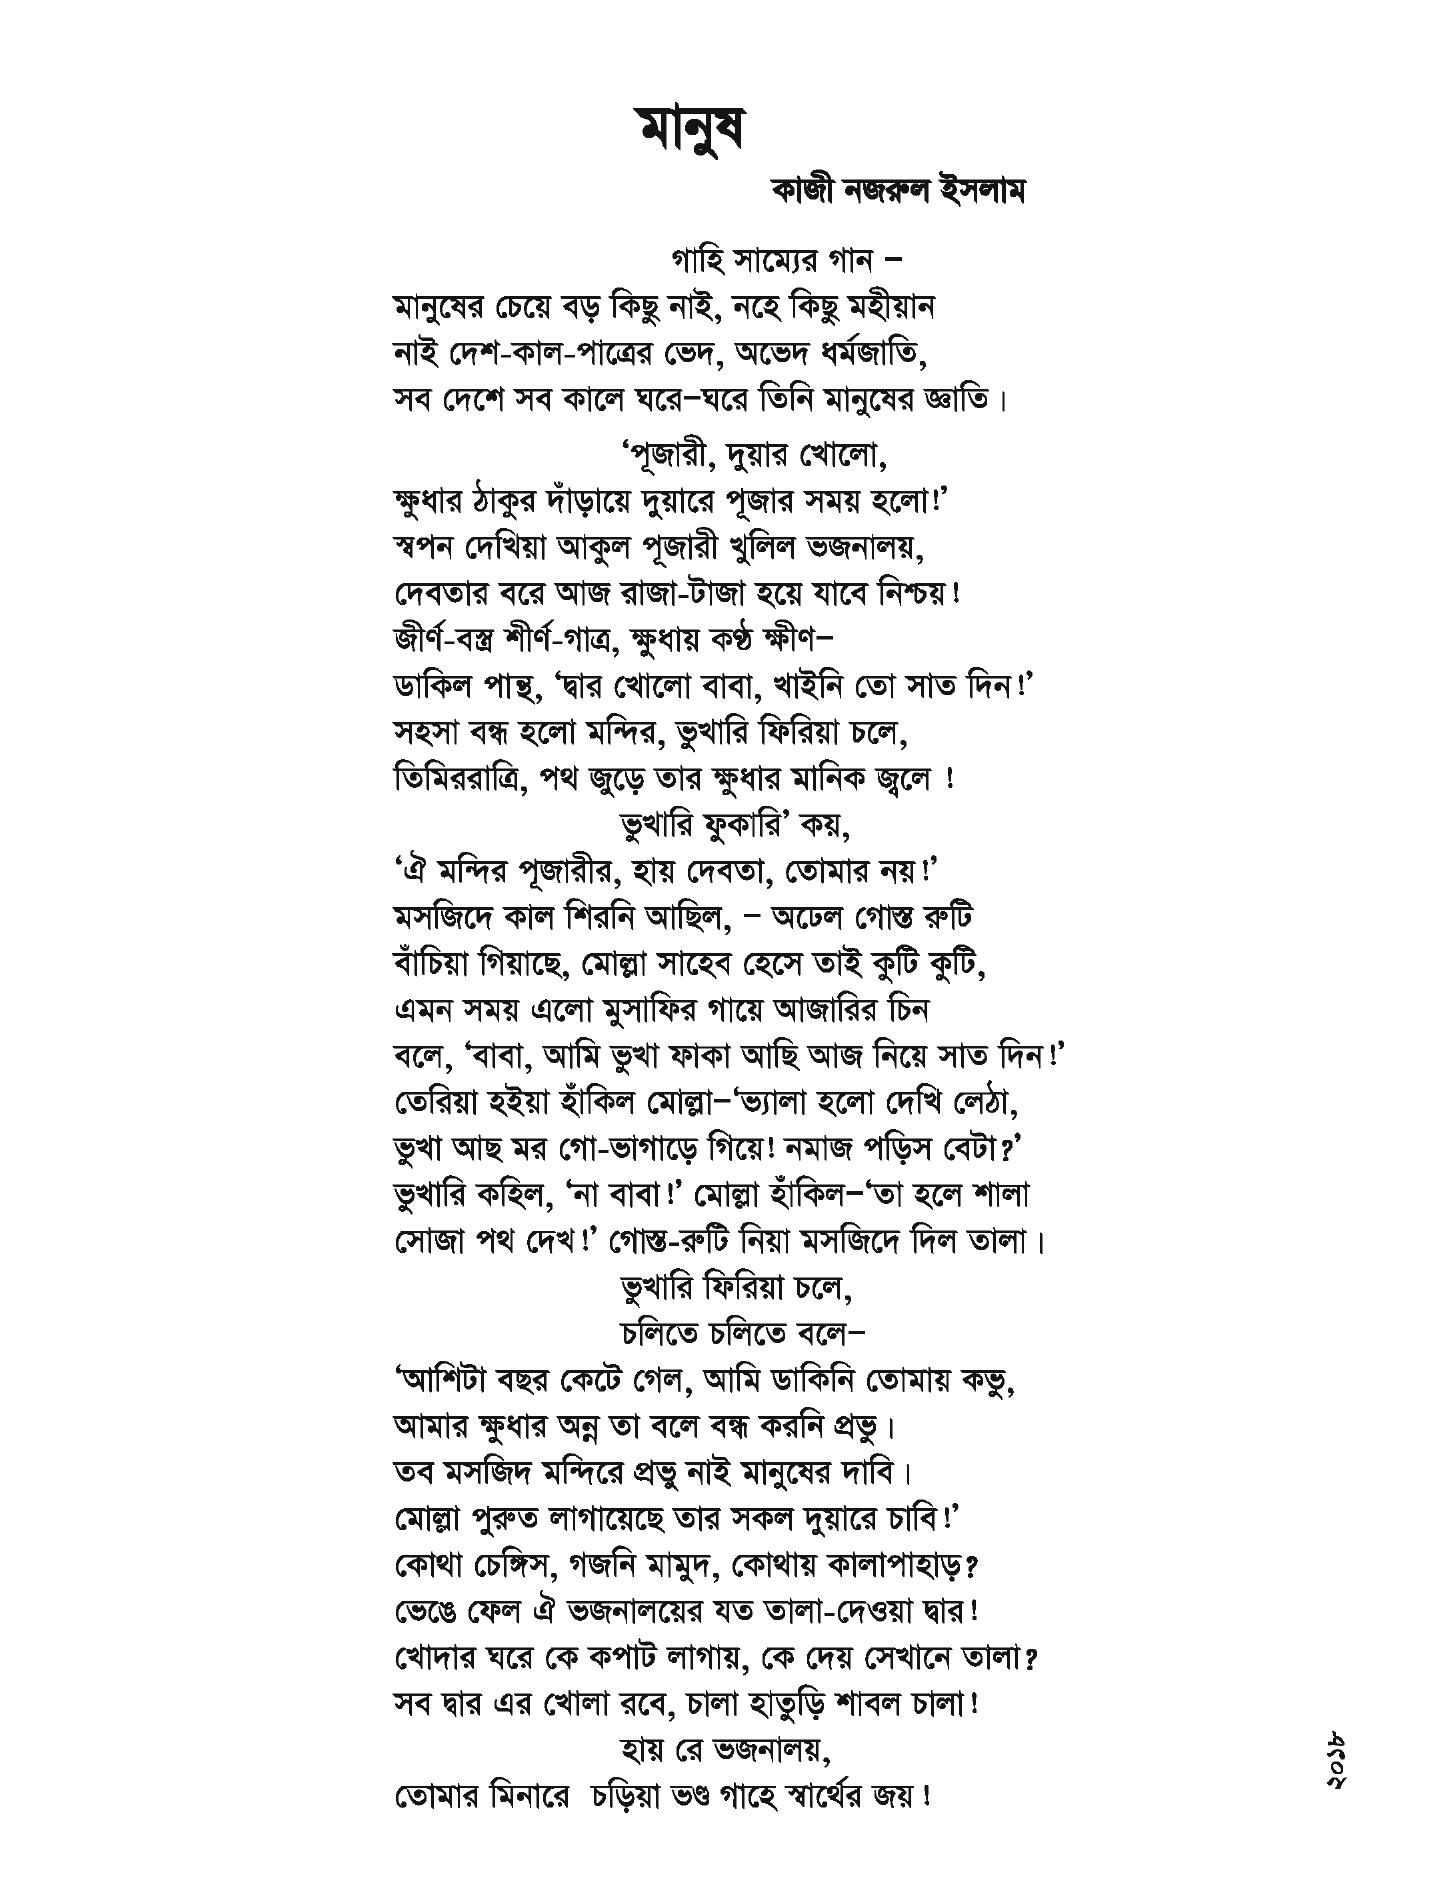 মানুষ
কাজী নজরুল ইসলাম
গাহি সাম্যের গান –
মানুষের চেয়ে বড় কিছু নাই, নহে কিছু মহীয়ান
নাই দেশ-কাল-পাত্রের ভেদ, অভেদ ধর্মজাতি,
সব দেশে সব কালে ঘরে–ঘরে তিনি মানুষের জ্ঞাতি।
‘পূজারী, দুয়ার খোলো,
ক্ষুধার ঠাকুর দাঁড়ায়ে দুয়ারে পূজার সময় হলো!’
স্বপন দেখিয়া আকুল পূজারী খুলিল ভজনালয়,
দেবতার বরে আজ রাজা-টাজা হয়ে যাবে নিশ্চয়!
জীর্ণ-বস্ত্র শীর্ণ-গাত্র, ক্ষুধায় কণ্ঠ ক্ষীণ–
ডাকিল পান্থ, ‘দ্বার খোলো বাবা, খাইনি তো সাত দিন!’
সহসা বন্ধ হলো মন্দির, ভুখারি ফিরিয়া চলে,
তিমিররাত্রি, পথ জুড়ে তার ক্ষুধার মানিক জ্বলে !
ভুখারি ফুকারি’ কয়,
‘ঐ মন্দির পূজারীর, হায় দেবতা, তোমার নয়!’
মসজিদে কাল শিরনি আছিল, – অঢেল গোস্ত রুটি
বাঁচিয়া গিয়াছে, মোল্লা সাহেব হেসে তাই কুটি কুটি,
এমন সময় এলো মুসাফির গায়ে আজারির চিন
বলে, ‘বাবা, আমি ভুখা ফাকা আছি আজ নিয়ে সাত দিন!’
তেরিয়া হইয়া হাঁকিল মোল্লা–‘ভ্যালা হলো দেখি লেঠা,
ভুখা আছ মর গো-ভাগাড়ে গিয়ে! নমাজ পড়িস বেটা?’
ভুখারি কহিল, ‘না বাবা!’ মোল্লা হাঁকিল–‘তা হলে শালা
সোজা পথ দেখ!’ গোস্ত-রুটি নিয়া মসজিদে দিল তালা।
ভুখারি ফিরিয়া চলে,
চলিতে চলিতে বলে–
‘আশিটা বছর কেটে গেল, আমি ডাকিনি তোমায় কভু,
আমার ক্ষুধার অন্ন তা বলে বন্ধ করনি প্রভু।
তব মসজিদ মন্দিরে প্রভু নাই মানুষের দাবি।
মোল্লা পুরুত লাগায়েছে তার সকল দুয়ারে চাবি!’
কোথা চেঙ্গিস, গজনি মামুদ, কোথায় কালাপাহাড়?
ভেঙে ফেল ঐ ভজনালয়ের যত তালা-দেওয়া দ্বার!
খোদার ঘরে কে কপাট লাগায়, কে দেয় সেখানে তালা?
সব দ্বার এর খোলা রবে, চালা হাতুড়ি শাবল চালা!
হায় রে ভজনালয়,
তোমার মিনারে চড়িয়া ভণ্ড গাহে স্বার্থের জয়!
২০১৮